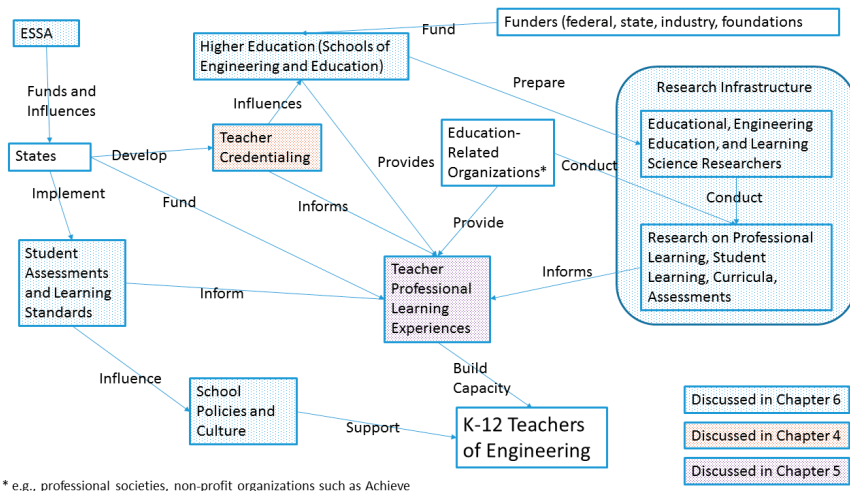 Funders (federal, state, industry, foundations
Fund
ESSA
Higher Education (Schools of
Engineering and Education)
Prepare
Research Infrastructure
Funds and
Influences
Influences
Educational, Engineering
Education, and Learning
Science Researchers
Teacher
Credentialing
Education-
Related
Organizations*
States
Develop
Provides
Conduct
Implement
Fund
Informs
Provide
Conduct
Student
Assessments
and Learning
Standards
Teacher
Professional
Learning
Experiences
Research on Professional
Learning, Student
Learning, Curricula,
Assessments
Inform
Informs
Influence
Build
Capacity
School
Policies and
Culture
Support
K-12 Teachers
of Engineering
Discussed in Chapter 6
Discussed in Chapter 4
Discussed in Chapter 5
* e.g., professional societies, non-profit organizations such as Achieve